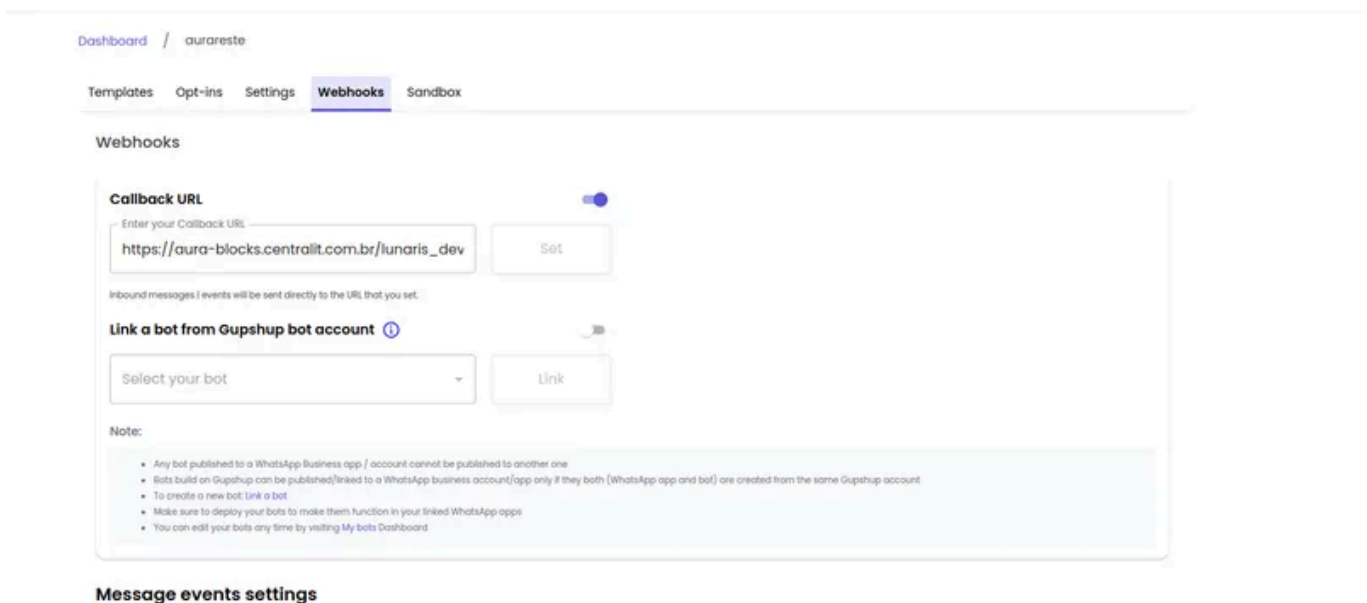 Dashboard / aurareste
Templates Opt-ins Settings Webhooks Sandbox
Webhooks
Callback URL
Enter your Callback URL
https://aura-blocks.centralit.com.br/lunaris_dev
Set
Inbound messages | events will be sent directly to the URL that you set.
Link a bot from Gupshup bot account
Select your bot
Link
Note:
Any bot published to a WhatsApp Business app / account cannot be published to another one
Bots build on Gupshup can be published/linked to a WhatsApp business account/app only if they both (WhatsApp app and bot) are created from the same Gupshup account
To create a new bot: Link a bot
Make sure to deploy your bots to make them function in your linked WhatsApp apps
You can edit your bots any time by visiting My bots Dashboard
Message events settings